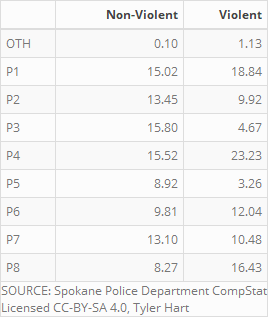 Non-Violent Violent
OTH 0.10 1.13
P1 15.02 18.84
P2 13.45 9.92
P3 15.80 4.67
P4 15.52 23.23
P5 8.92 3.26
P6 9.81 12.04
P7 13.10 10.48
P8 8.27 16.43
SOURCE: Spokane Police Department CompStat
Licensed CC-BY-SA 4.0, Tyler Hart